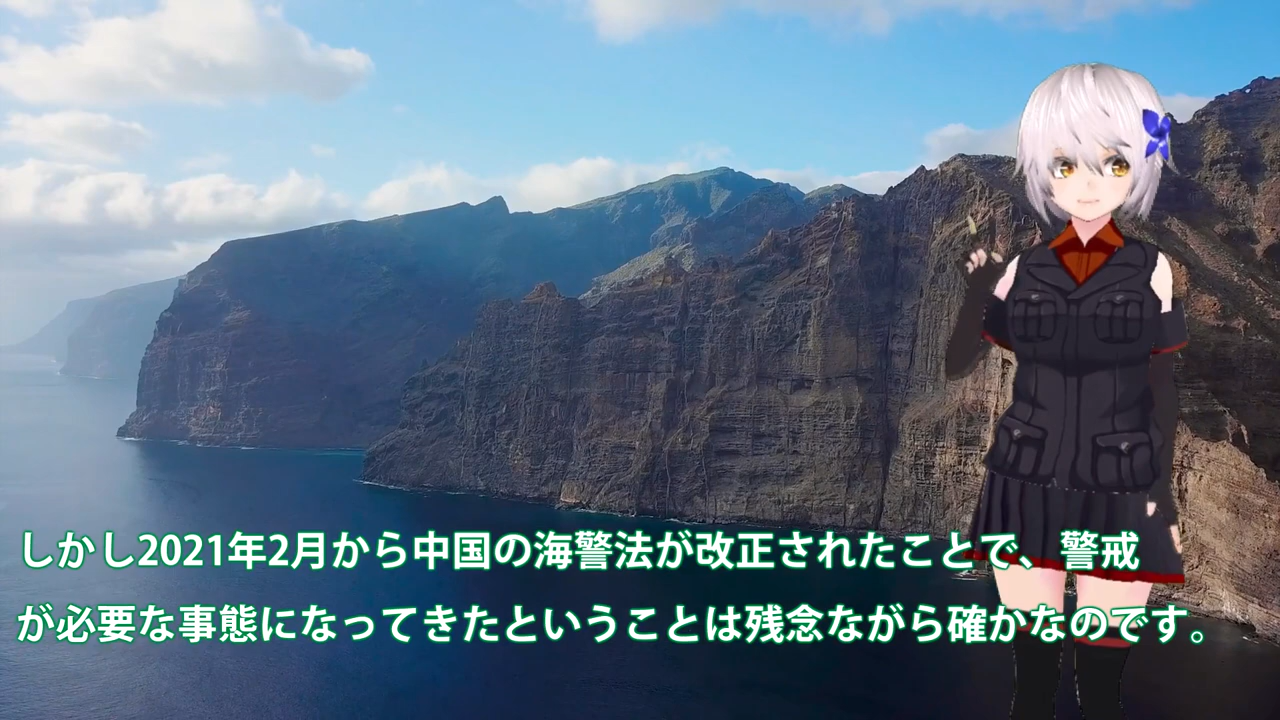 しかし2021年2月から中国の海警法が改正されたことで、警戒
が必要な事態になってきたということは残念ながら確かなのです。